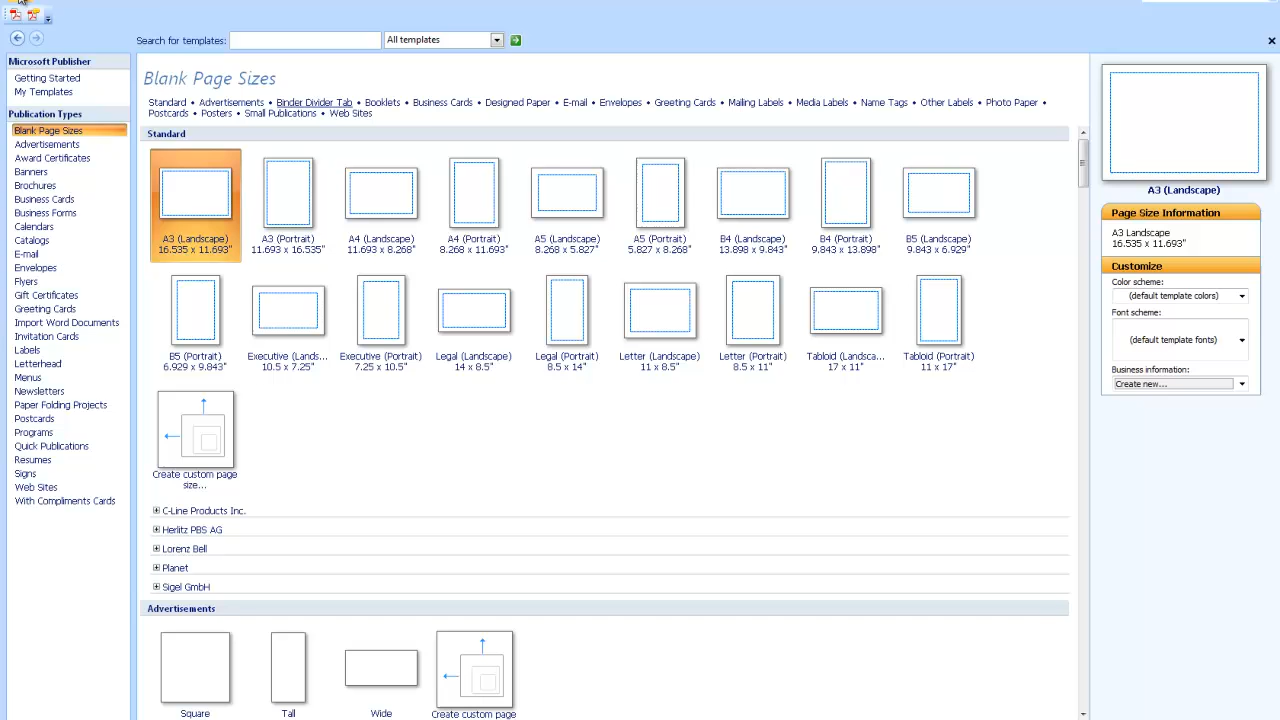 Search for templates: All templates
Microsoft Publisher
Getting Started
My Templates
Publication Types
Blank Page Sizes
Advertisements
Award Certificates
Banners
Brochures
Business Cards
Business Forms
Calendars
Catalogs
E-mail
Envelopes
Flyers
Gift Certificates
Greeting Cards
Import Word Documents
Invitation Cards
Labels
Letterhead
Menus
Newsletters
Paper Folding Projects
Postcards
Programs
Quick Publications
Resumes
Signs
Web Sites
With Compliments Cards
Blank Page Sizes
Standard • Advertisements • Binder Divider Tab • Booklets • Business Cards • Designed Paper • E-mail • Envelopes • Greeting Cards • Mailing Labels • Media Labels • Name Tags • Other Labels • Photo Paper •
Postcards • Posters • Small Publications • Web Sites
Standard
A3 (Landscape) A3 (Portrait) A4 (Landscape) A4 (Portrait) A5 (Landscape) A5 (Portrait) B4 (Landscape) B4 (Portrait) B5 (Landscape)
16.535 x 11.693" 11.693 x 16.535" 11.693 x 8.268" 8.268 x 11.693" 8.268 x 5.827" 5.827 x 8.268" 13.898 x 9.843" 9.843 x 13.898" 9.843 x 6.929"
B5 (Portrait) Executive (Lands... Executive (Portrait) Legal (Landscape) Legal (Portrait) Letter (Landscape) Letter (Portrait) Tabloid (Landsca... Tabloid (Portrait)
6.929 x 9.843" 10.5 x 7.25" 7.25 x 10.5" 14 x 8.5" 8.5 x 14" 11 x 8.5" 8.5 x 11" 17 x 11" 11 x 17"
Create custom page
size...
C-Line Products Inc.
Herlitz PBS AG
Lorenz Bell
Planet
Sigel GmbH
Advertisements
Square Tall Wide Create custom page
A3 (Landscape)
Page Size Information
A3 Landscape
16.535 x 11.693"
Customize
Color scheme:
(default template colors)
Font scheme:
(default template fonts)
Business information:
Create new...